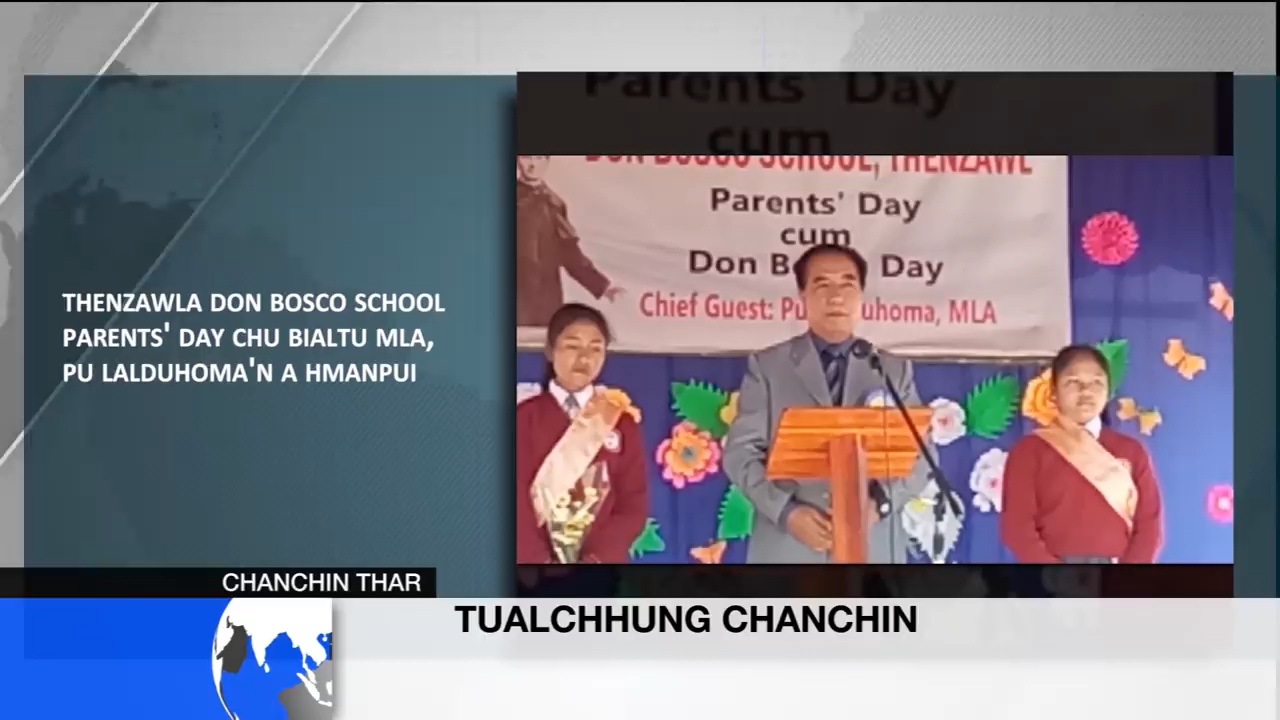 Parents' Day
cum
DON BOSCO SCHOOL, THENZAWL
Parents' Day
cum
Don B Day
Chief Guest: Pu uhoma, MLA
THENZAWLA DON BOSCO SCHOOL
PARENTS' DAY CHU BIALTU MLA,
PU LALDUHOMA'N A HMANPUI
CHANCHIN THAR
TUALCHHUNG CHANCHIN